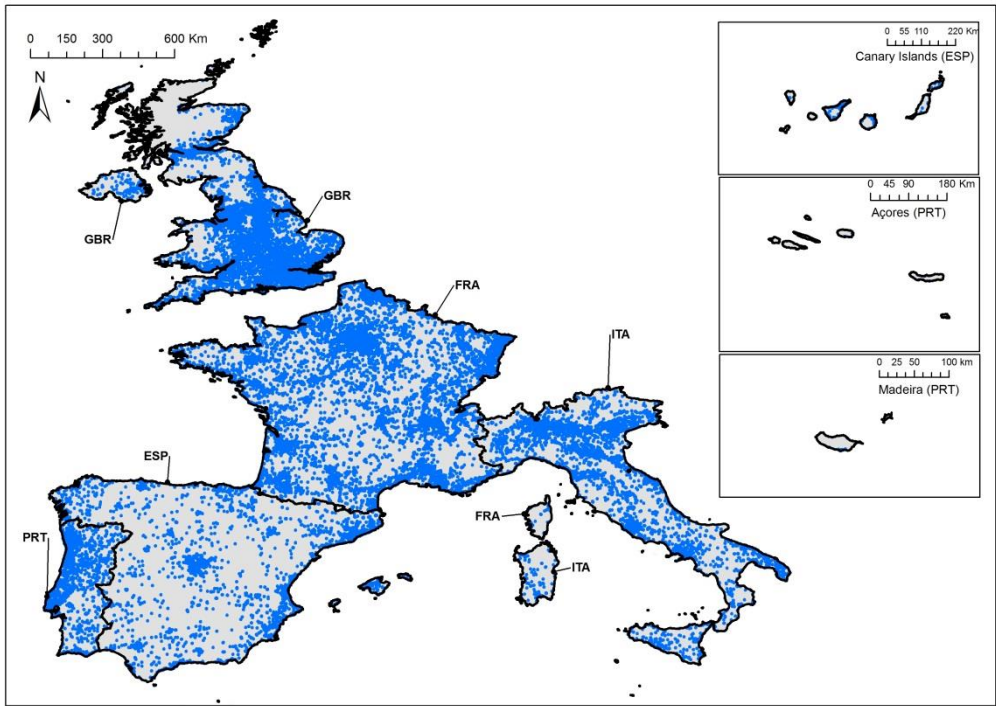 0 150 300 600 Km
N
GBR
GBR
FRA
ITA
ESP
PRT
FRA
ITA
0 55 110 220 Km
Canary Islands (ESP)
0 45 90 180 Km
Açores (PRT)
0 25 50 100 km
Madeira (PRT)